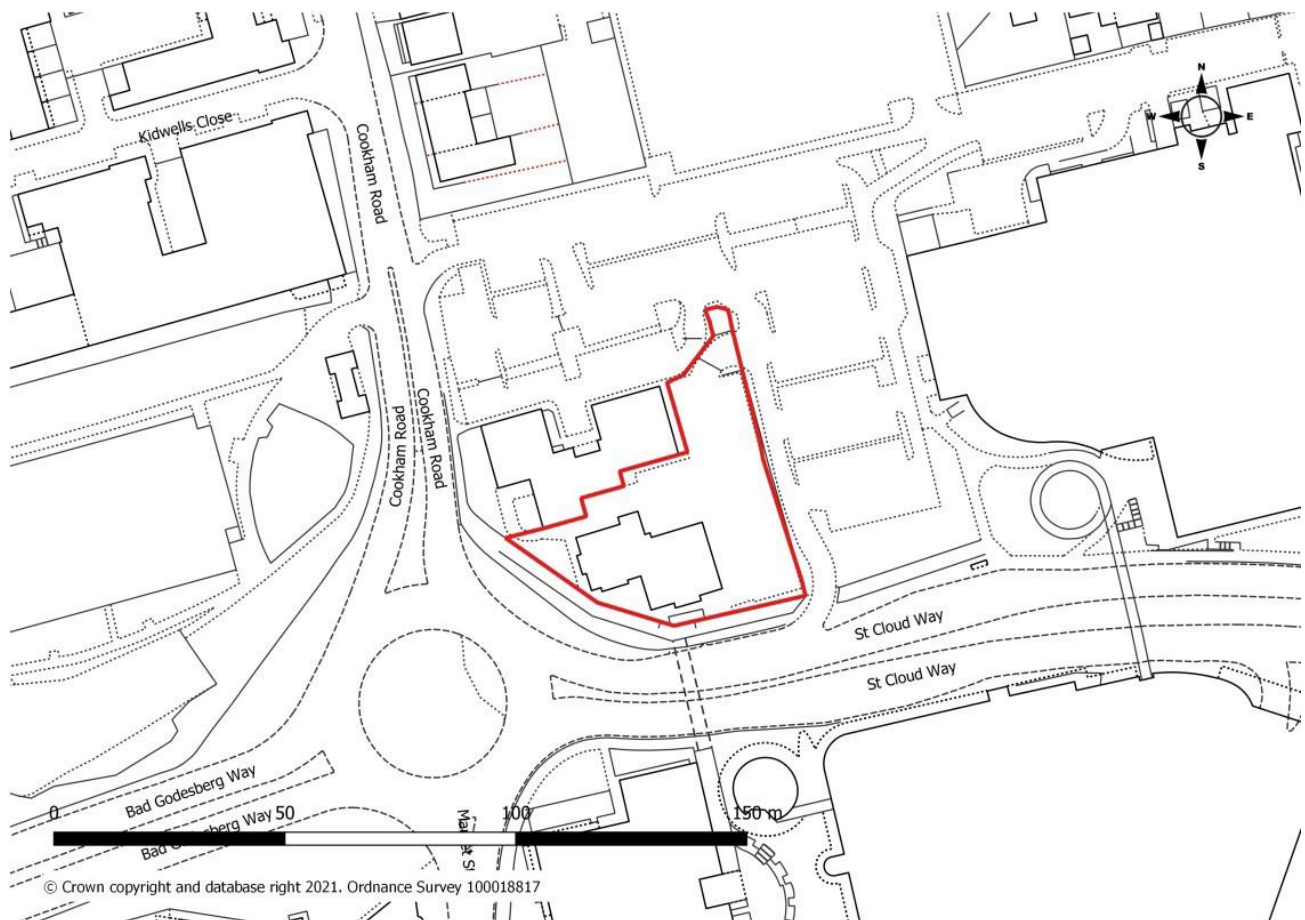 N
W E
S
Kidwells Close
Cookham Road
Cookham Road
Cookham Road
St Cloud Way
St Cloud Way
Bad Godesberg Way
Bad Godesberg Way
0 50 100 150 m
© Crown copyright and database right 2021. Ordnance Survey 100018817